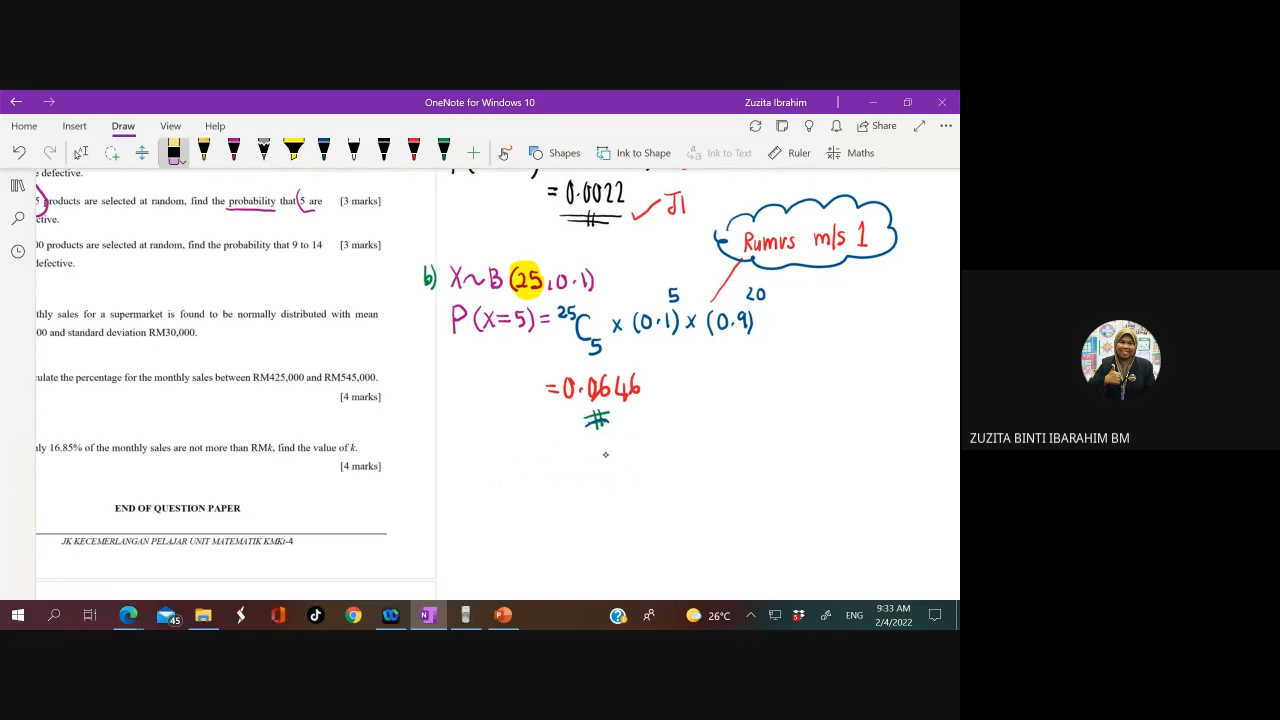 OneNote for Windows 10
Zuzita Ibrahim
Home Insert Draw View Help
Share
Shapes Ink to Shape Ink to Text Ruler Maths
e defective.
5 products are selected at random, find the probability that 5 are [3 marks]
ctive.
00 products are selected at random, find the probability that 9 to 14 [3 marks]
defective.
nthly sales for a supermarket is found to be normally distributed with mean
000 and standard deviation RM30,000.
culate the percentage for the monthly sales between RM425,000 and RM545,000.
[4 marks]
nly 16.85% of the monthly sales are not more than RMk, find the value of k.
[4 marks]
END OF QUESTION PAPER
JK KECEMERLANGAN PELAJAR UNIT MATEMATIK KMKt-4
= 0.0022
J1
Rumus m/s 1
b) X ~ B (25, 0.1)
P(X=5) = ²⁵C₅ × (0.1)⁵ × (0.9)²⁰
= 0.0646
ZUZITA BINTI IBARAHIM BM
45
26°C
ENG
9:33 AM
2/4/2022